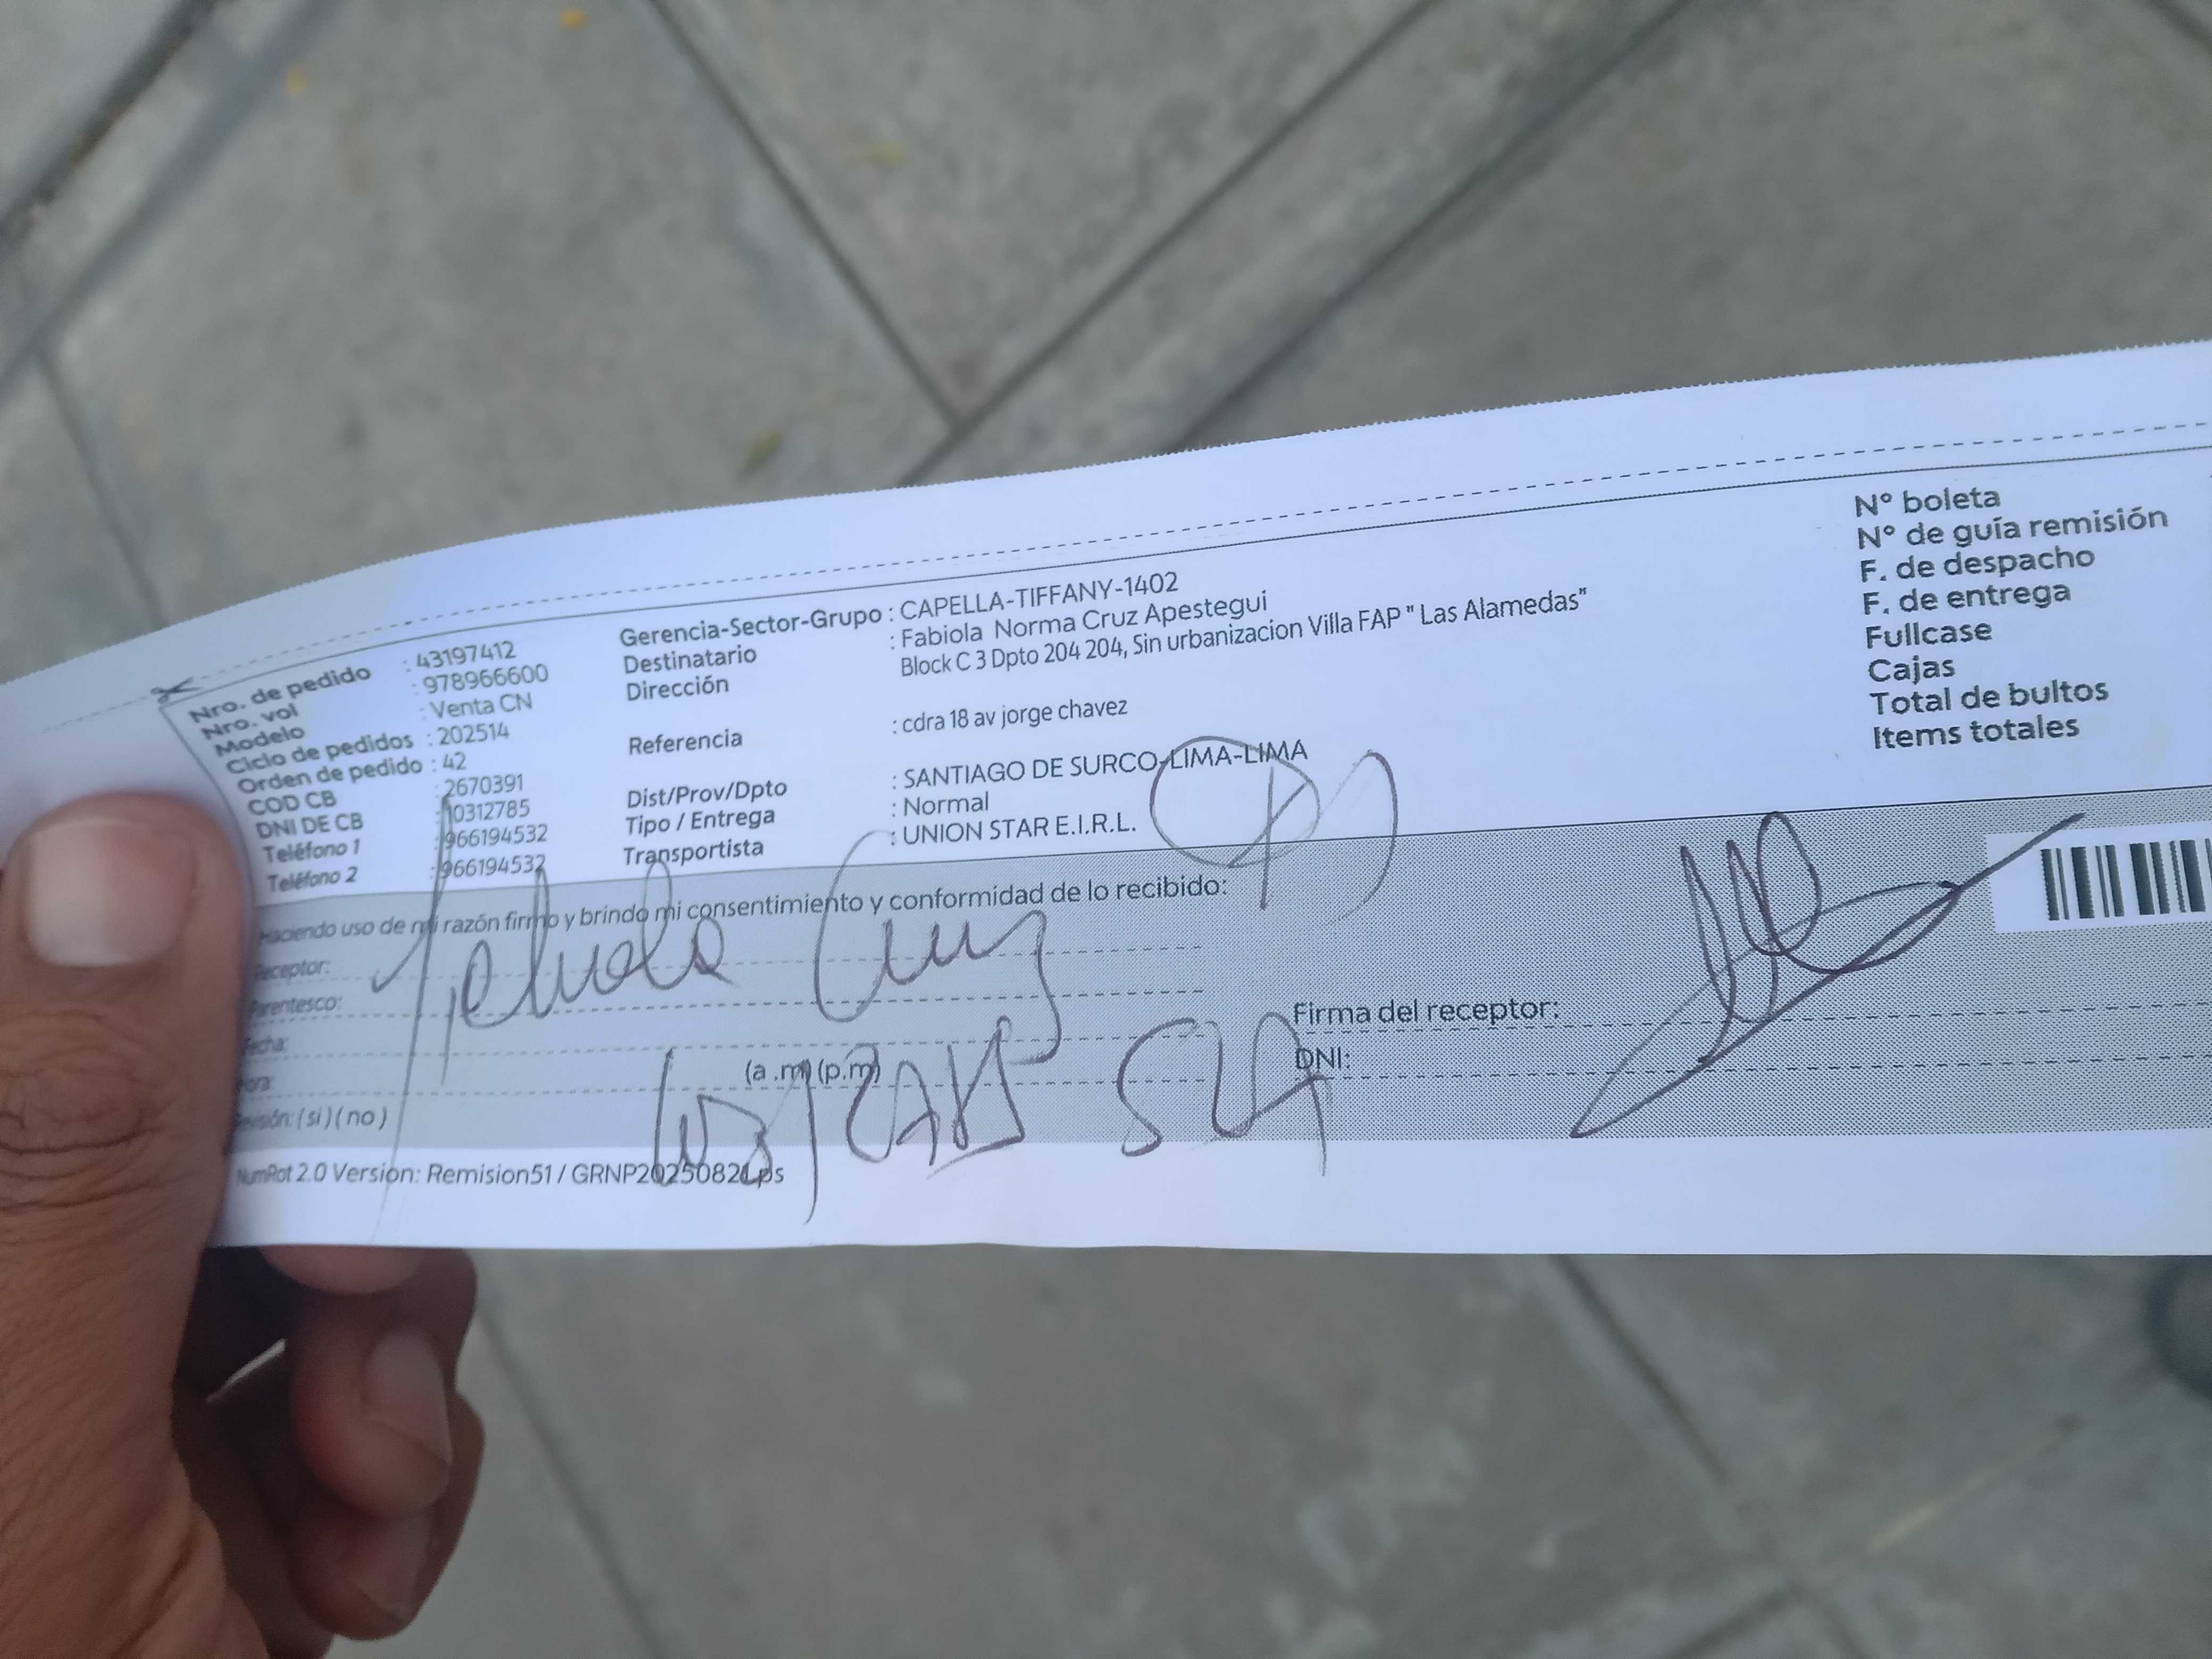 Nro. de pedido : 43197412
Nro. vol : 978966600
Modelo : Venta CN
Ciclo de pedidos : 202514
Orden de pedido : 42
COD CB : 2670391
DNI DE CB : 10312785
Teléfono 1 : 966194532
Teléfono 2 : 966194532
Gerencia-Sector-Grupo : CAPELLA-TIFFANY-1402
Destinatario : Fabiola Norma Cruz Apestegui
Dirección Block C 3 Dpto 204 204, Sin urbanizacion Villa FAP " Las Alamedas"
Referencia : cdra 18 av jorge chavez
Dist/Prov/Dpto : SANTIAGO DE SURCO-LIMA-LIMA
Tipo / Entrega : Normal
Transportista : UNION STAR E.I.R.L.
N° boleta
N° de guía remisión
F. de despacho
F. de entrega
Fullcase
Cajas
Total de bultos
Items totales
Haciendo uso de mi razón firmo y brindo mi consentimiento y conformidad de lo recibido:
Receptor: Cruz
Parentesco:
Fecha:
Hora: (a.m) (p.m)
Revisión: (si) (no)
Firma del receptor:
DNI:
NumRot 2.0 Version: Remision51 / GRNP20250821.ps